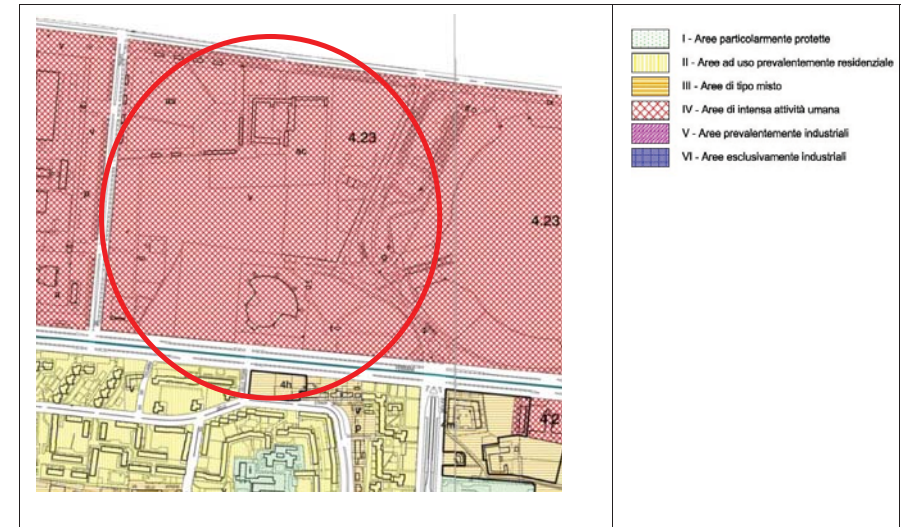 4.23
4.23
4h
4.2
I - Aree particolarmente protette
II - Aree ad uso prevalentemente residenziale
III - Aree di tipo misto
IV - Aree di intensa attività umana
V - Aree prevalentemente industriali
VI - Aree esclusivamente industriali